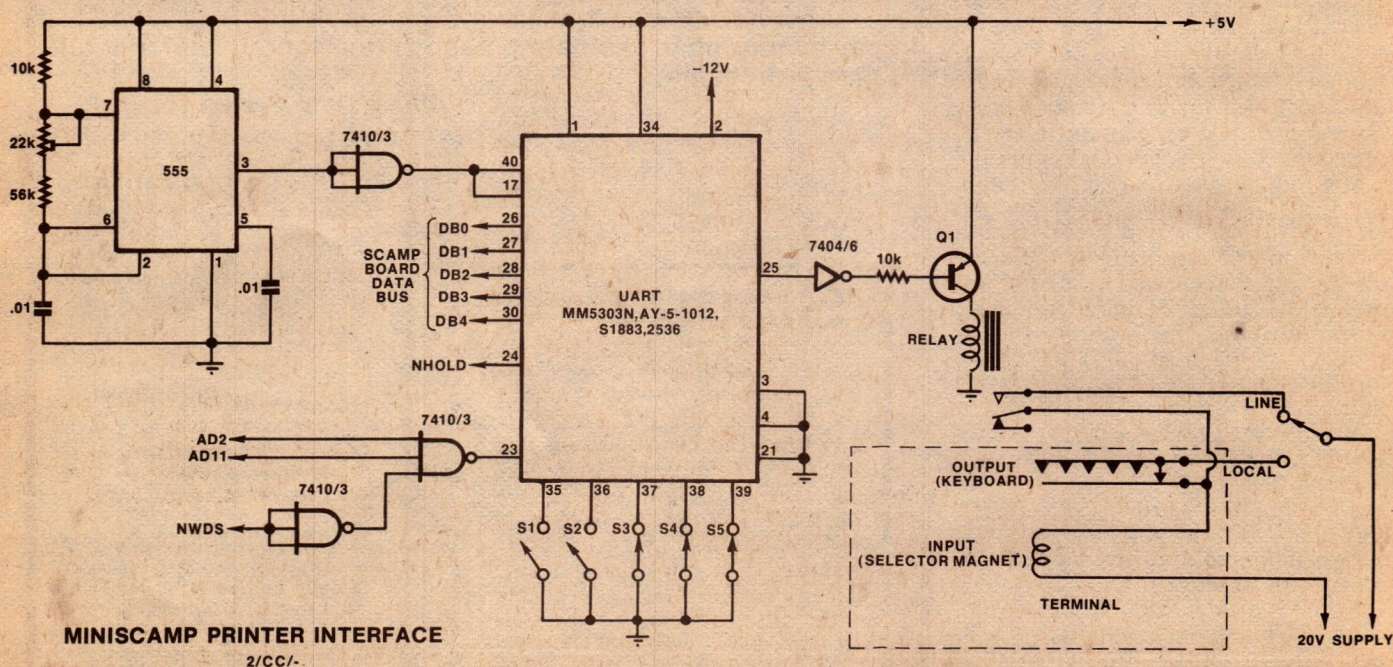 +5V
10k
22k
56k
.01
7
6
8
4
555
3
5
2
1
.01
7410/3
-12V
1
34
2
40
17
26
27
28
29
30
24
23
DB0
DB1
DB2
DB3
DB4
SCAMP
BOARD
DATA
BUS
NHOLD
UART
MM5303N,AY-5-1012,
S1883,2536
25
7404/6
10k
Q1
RELAY
3
4
21
AD2
AD11
7410/3
NWDS
7410/3
35
36
37
38
39
S1
S2
S3
S4
S5
LINE
LOCAL
OUTPUT
(KEYBOARD)
INPUT
(SELECTOR MAGNET)
TERMINAL
20V SUPPLY
MINISCAMP PRINTER INTERFACE
2/CC/-